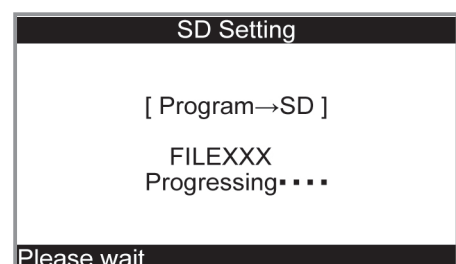 SD Setting
[ Program→SD ]
FILEXXX
Progressing▪▪▪▪
Please wait